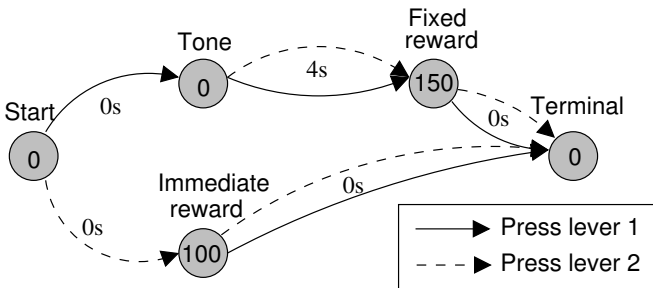 Fixed
reward
Tone
4s
0
150
0s
Terminal
Start
0s
0
0
Immediate
reward
0s
0s
100
Press lever 1
Press lever 2